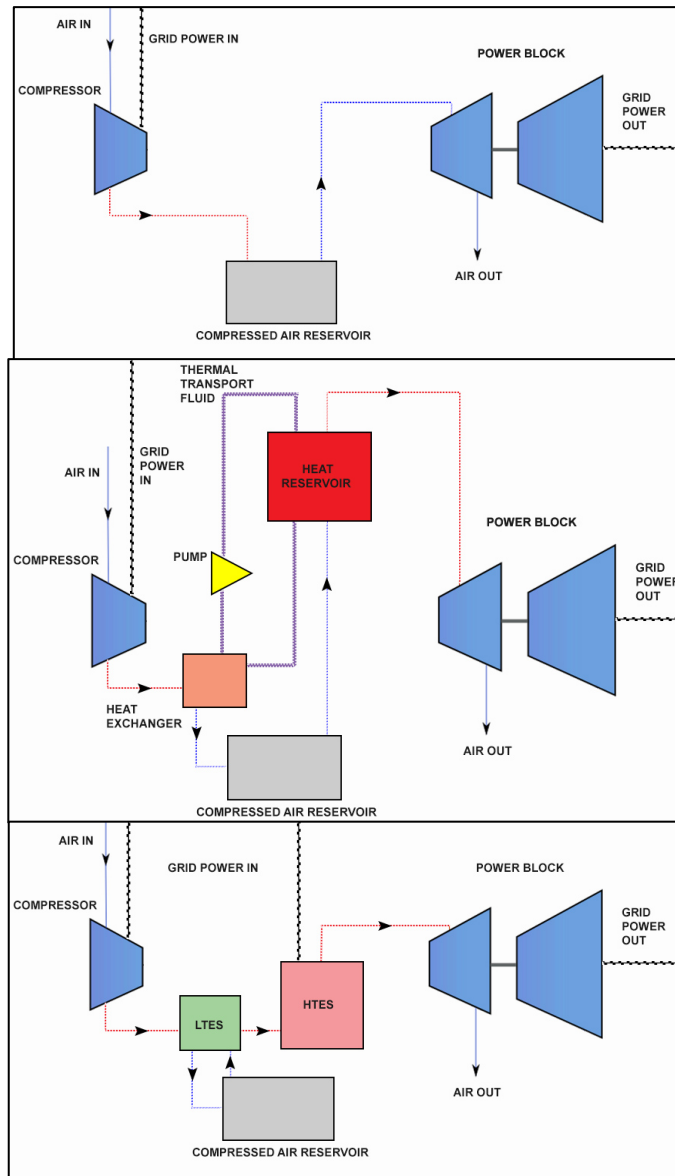 AIR IN
GRID POWER IN
POWER BLOCK
COMPRESSOR
GRID
POWER
OUT
AIR OUT
COMPRESSED AIR RESERVOIR
THERMAL
TRANSPORT
FLUID
GRID
POWER
IN
AIR IN
HEAT
RESERVOIR
POWER BLOCK
COMPRESSOR
PUMP
GRID
POWER
OUT
HEAT
EXCHANGER
AIR OUT
COMPRESSED AIR RESERVOIR
AIR IN
GRID POWER IN
POWER BLOCK
COMPRESSOR
GRID
POWER
OUT
LTES
HTES
AIR OUT
COMPRESSED AIR RESERVOIR